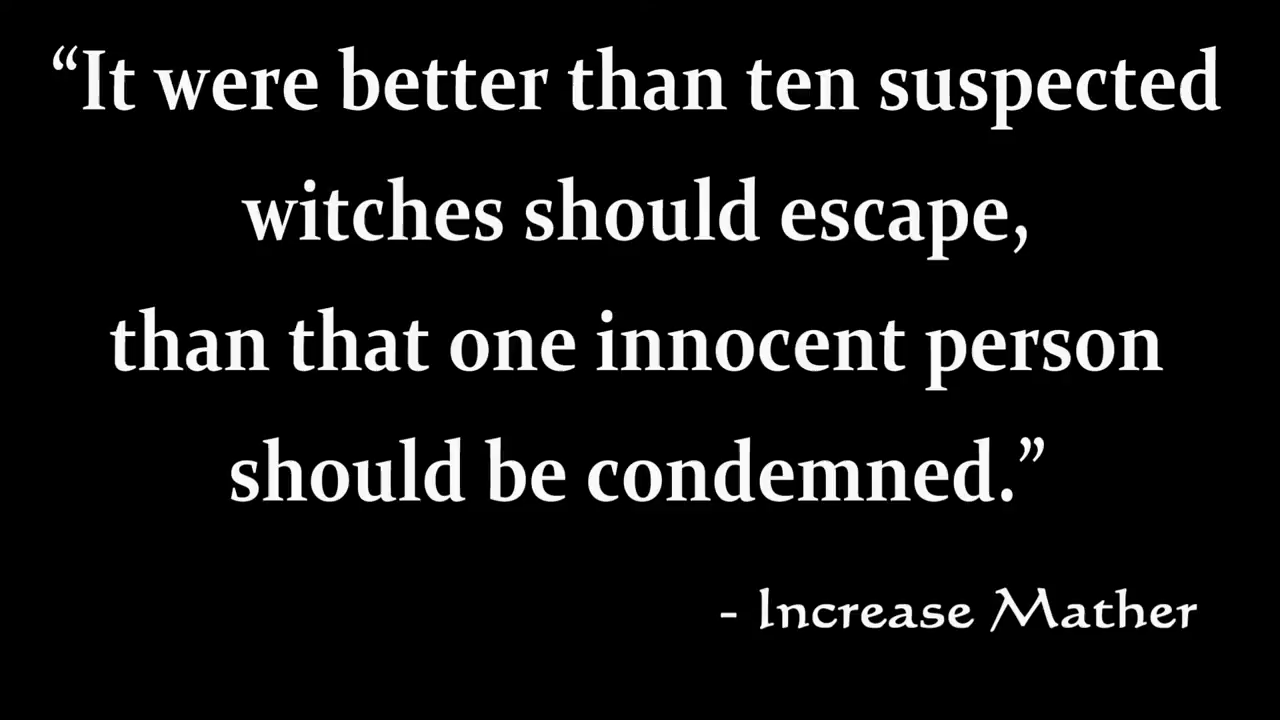 “It were better than ten suspected
witches should escape,
than that one innocent person
should be condemned.”
- Increase Mather